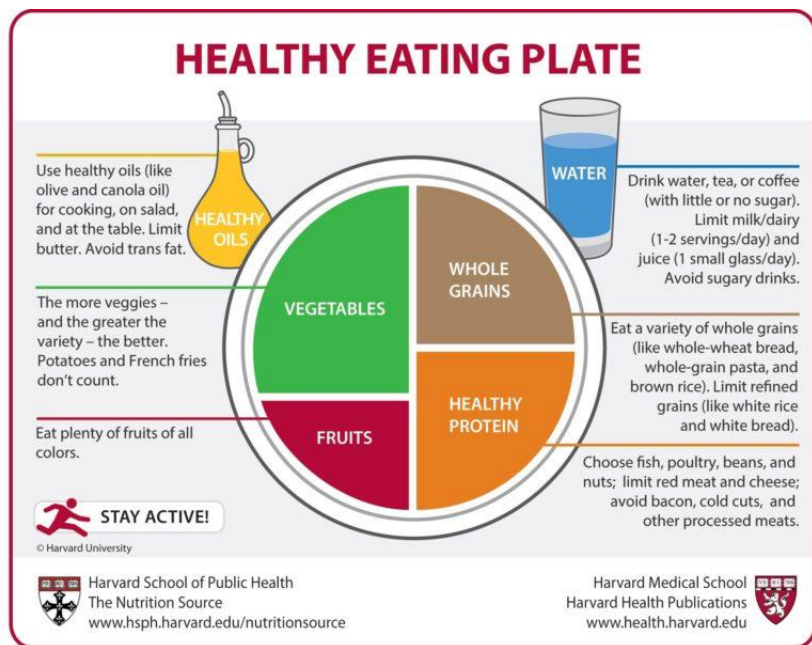 HEALTHY EATING PLATE
Use healthy oils (like
olive and canola oil)
for cooking, on salad,
and at the table. Limit
butter. Avoid trans fat.
HEALTHY
OILS
The more veggies –
and the greater the
variety – the better.
Potatoes and French fries
don’t count.
Eat plenty of fruits of all
colors.
VEGETABLES
FRUITS
WHOLE
GRAINS
HEALTHY
PROTEIN
WATER
Drink water, tea, or coffee
(with little or no sugar).
Limit milk/dairy
(1-2 servings/day) and
juice (1 small glass/day).
Avoid sugary drinks.
Eat a variety of whole grains
(like whole-wheat bread,
whole-grain pasta, and
brown rice). Limit refined
grains (like white rice
and white bread).
Choose fish, poultry, beans, and
nuts; limit red meat and cheese;
avoid bacon, cold cuts, and
other processed meats.
STAY ACTIVE!
© Harvard University
Harvard School of Public Health
The Nutrition Source
www.hsph.harvard.edu/nutritionsource
Harvard Medical School
Harvard Health Publications
www.health.harvard.edu